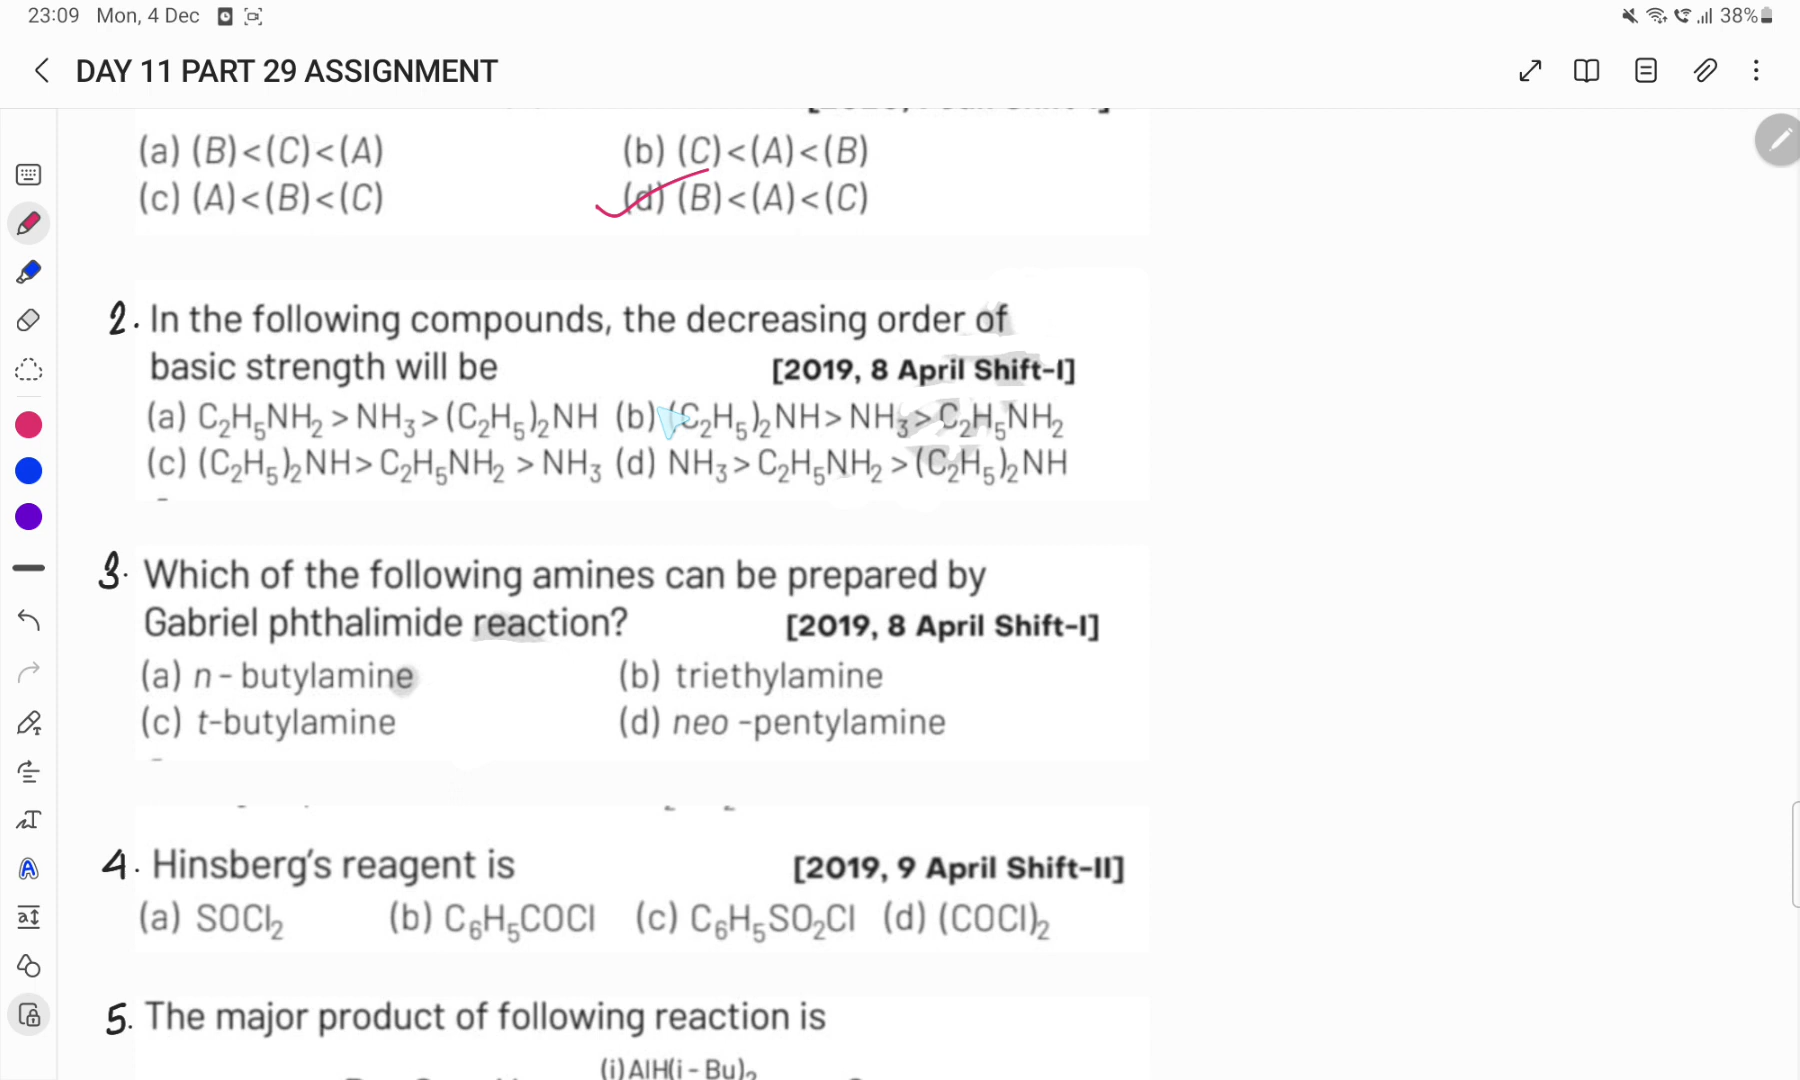 23:09 Mon, 4 Dec 38%
DAY 11 PART 29 ASSIGNMENT
(a) (B)<(C)<(A) (b) (C)<(A)<(B)
(c) (A)<(B)<(C) (d) (B)<(A)<(C)
2. In the following compounds, the decreasing order of
basic strength will be [2019, 8 April Shift-I]
(a) C₂H₅NH₂ > NH₃ > (C₂H₅)₂NH (b) (C₂H₅)₂NH > NH₃ > C₂H₅NH₂
(c) (C₂H₅)₂NH > C₂H₅NH₂ > NH₃ (d) NH₃ > C₂H₅NH₂ > (C₂H₅)₂NH
3. Which of the following amines can be prepared by
Gabriel phthalimide reaction? [2019, 8 April Shift-I]
(a) n - butylamine (b) triethylamine
(c) t-butylamine (d) neo -pentylamine
4. Hinsberg's reagent is [2019, 9 April Shift-II]
(a) SOCl₂ (b) C₆H₅COCl (c) C₆H₅SO₂Cl (d) (COCl)₂
5. The major product of following reaction is
(i) AlH(i - Bu)₂